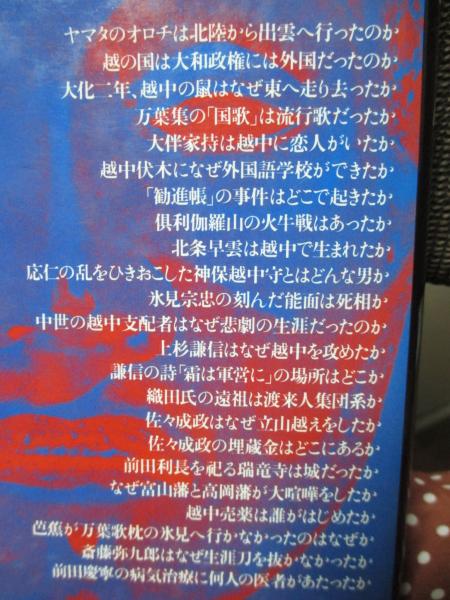 ヤマタのオロチは北陸から出雲へ行ったのか
越の国は大和政権には外国だったのか
大化二年、越中の鼠はなぜ東へ走り去ったか
万葉集の「国歌」は流行歌だったか
大伴家持は越中に恋人がいたか
越中伏木になぜ外国語学校ができたか
「勧進帳」の事件はどこで起きたか
倶利伽羅山の火牛戦はあったか
北条早雲は越中で生まれたか
応仁の乱をひきおこした神保越中守とはどんな男か
氷見宗忠の刻んだ能面は死相か
中世の越中支配者はなぜ悲劇の生涯だったのか
上杉謙信はなぜ越中を攻めたか
謙信の詩「霜は軍営に」の場所はどこか
織田氏の遠祖は渡来人集団系か
佐々成政はなぜ立山越えをしたか
佐々成政の埋蔵金はどこにあるか
前田利長を祀る瑞竜寺は城だったか
なぜ富山藩と高岡藩が大喧嘩をしたか
越中売薬は誰がはじめたか
芭蕉が万葉歌枕の氷見へ行かなかったのはなぜか
斎藤弥九郎はなぜ生涯刀を抜かなかったか
前田慶寧の病気治療に何人の医者があたったか